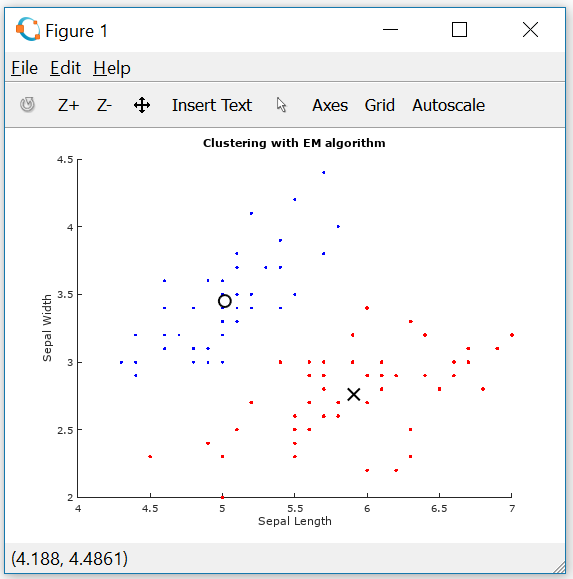 Figure 1
File Edit Help
Z+ Z- Insert Text Axes Grid Autoscale
Clustering with EM algorithm
4.5
4
3.5
3
2.5
2
Sepal Width
4 4.5 5 5.5 6 6.5 7
Sepal Length
(4.188, 4.4861)